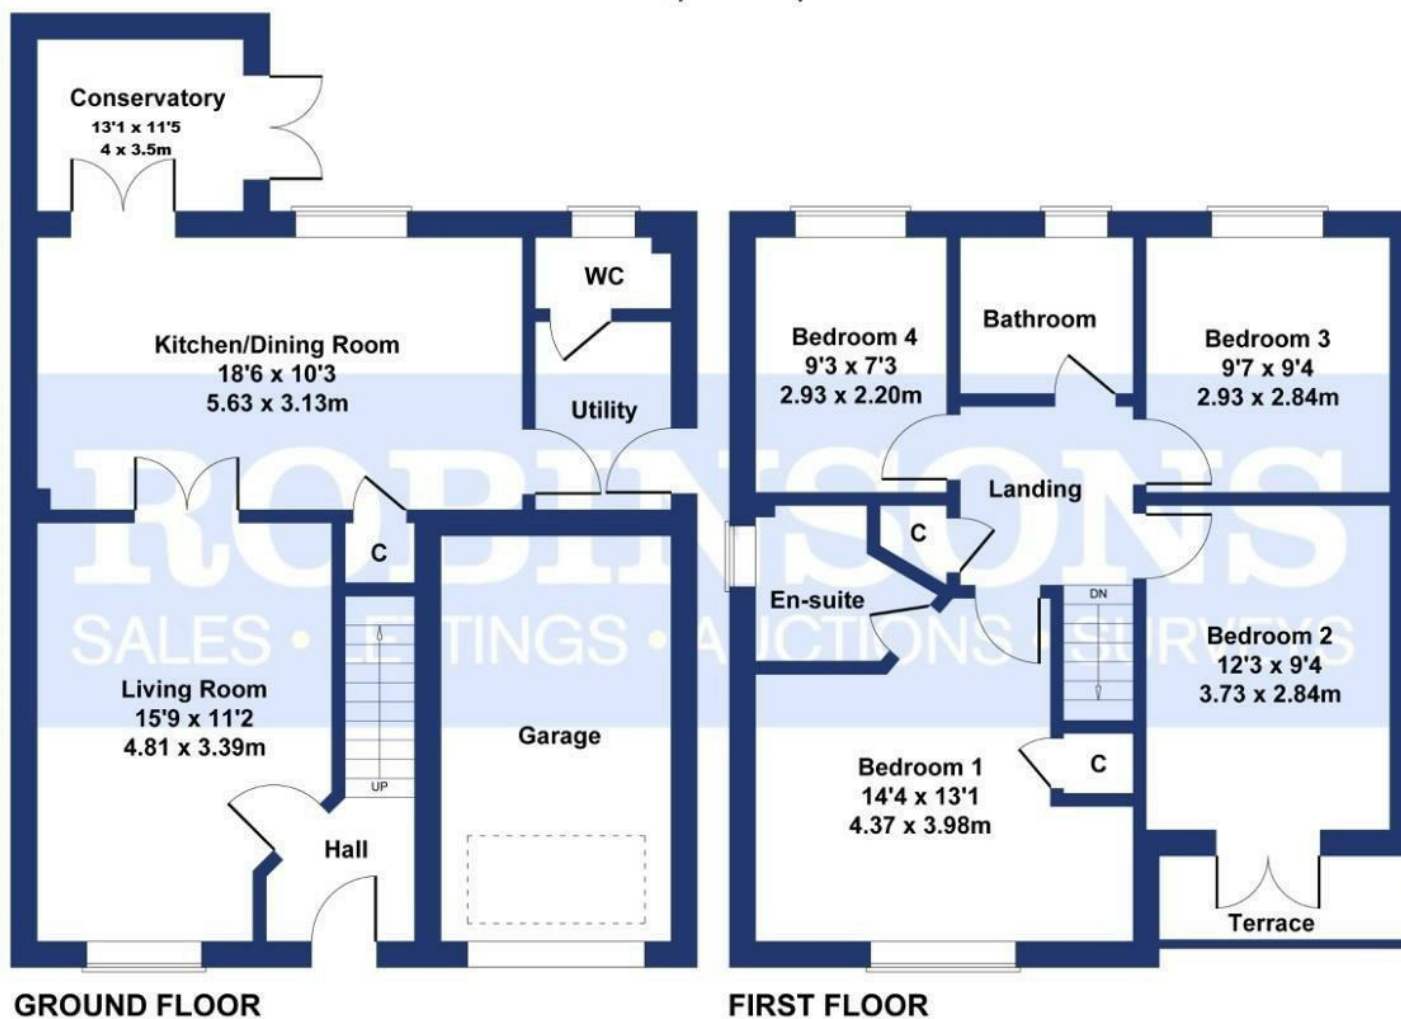 Conservatory
13'1 x 11'5
4 x 3.5m
Kitchen/Dining Room
18'6 x 10'3
5.63 x 3.13m
WC
Utility
C
Living Room
15'9 x 11'2
4.81 x 3.39m
UP
Hall
Garage
GROUND FLOOR
Bedroom 4
9'3 x 7'3
2.93 x 2.20m
Bathroom
Bedroom 3
9'7 x 9'4
2.93 x 2.84m
Landing
C
En-suite
DN
Bedroom 2
12'3 x 9'4
3.73 x 2.84m
Bedroom 1
14'4 x 13'1
4.37 x 3.98m
C
Terrace
FIRST FLOOR
ROBINSONS
SALES • LETTINGS • AUCTIONS • SURVEYS